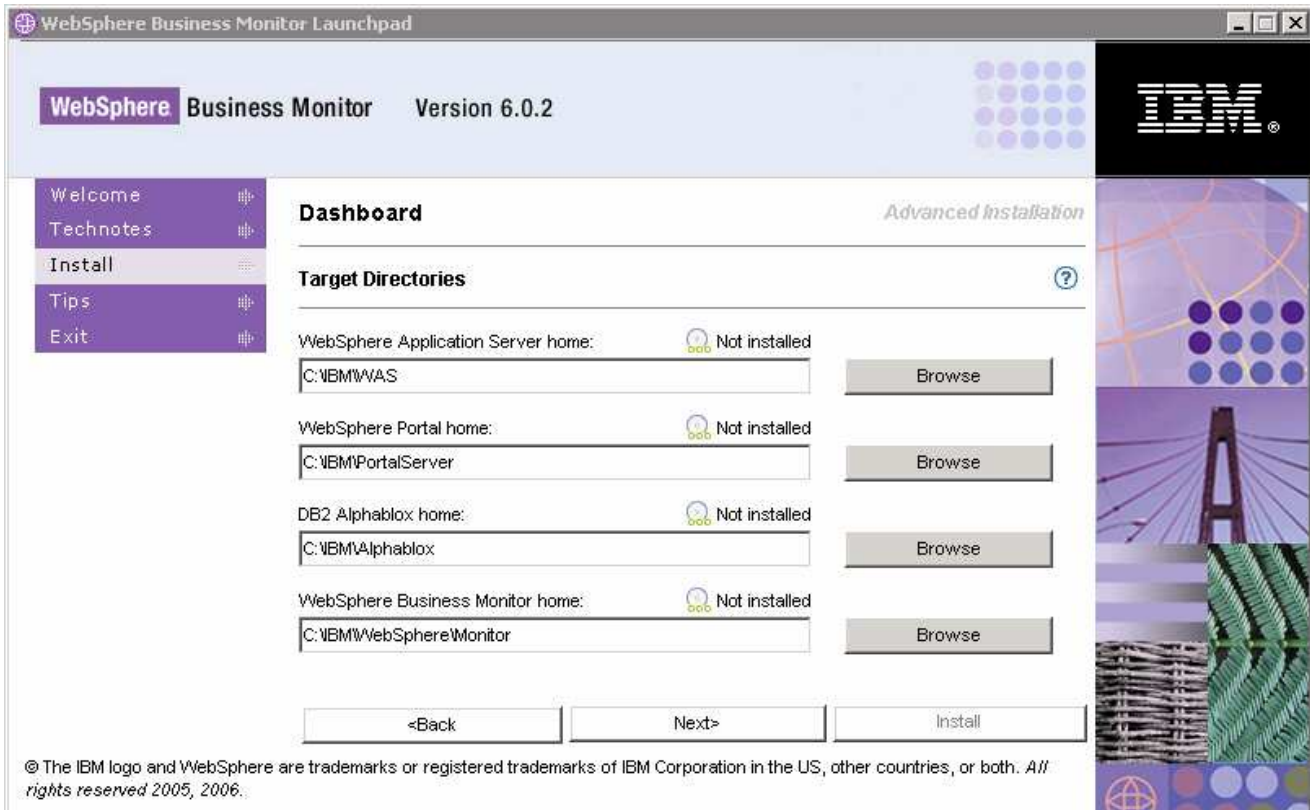 WebSphere Business Monitor Launchpad
WebSphere Business Monitor Version 6.0.2
IBM®
Welcome
Technotes
Install
Tips
Exit
Dashboard Advanced Installation
Target Directories ?
WebSphere Application Server home: Not installed
C:\IBM\WAS Browse
WebSphere Portal home: Not installed
C:\IBM\PortalServer Browse
DB2 Alphablox home: Not installed
C:\IBM\Alphablox Browse
WebSphere Business Monitor home: Not installed
C:\IBM\WebSphere\Monitor Browse
<Back Next> Install
© The IBM logo and WebSphere are trademarks or registered trademarks of IBM Corporation in the US, other countries, or both. All
rights reserved 2005, 2006.